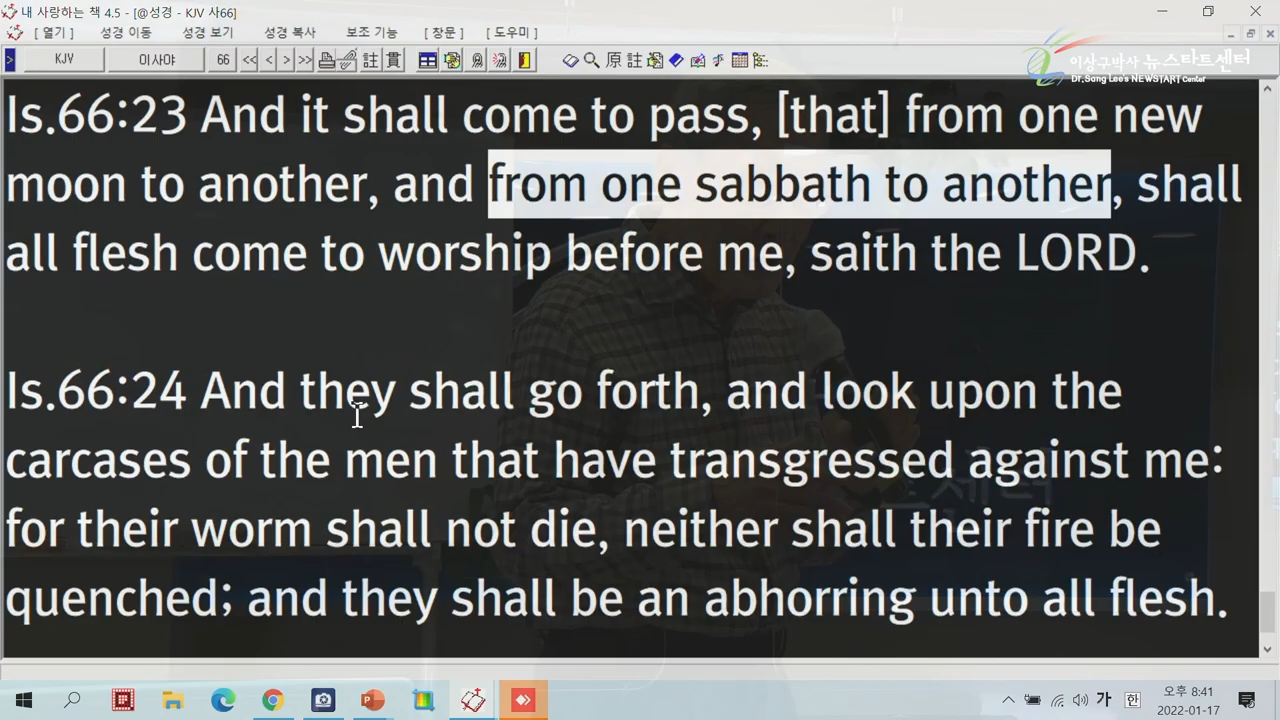 내 사랑하는 책 4.5 - [@성경 - KJV 사66]
[ 열기 ] 성경 이동 성경 보기 성경 복사 보조 기능 [ 창문 ] [ 도우미 ]
> KJV 이사야 66 << < > >> 註 貫 原 註
이상구박사 뉴스타트센터
Dr.Sang Lee's NEWSTART Center
Is.66:23 And it shall come to pass, [that] from one new
moon to another, and from one sabbath to another, shall
all flesh come to worship before me, saith the LORD.
Is.66:24 And they shall go forth, and look upon the
carcases of the men that have transgressed against me:
for their worm shall not die, neither shall their fire be
quenched; and they shall be an abhorring unto all flesh.
가 한 오후 8:41
2022-01-17